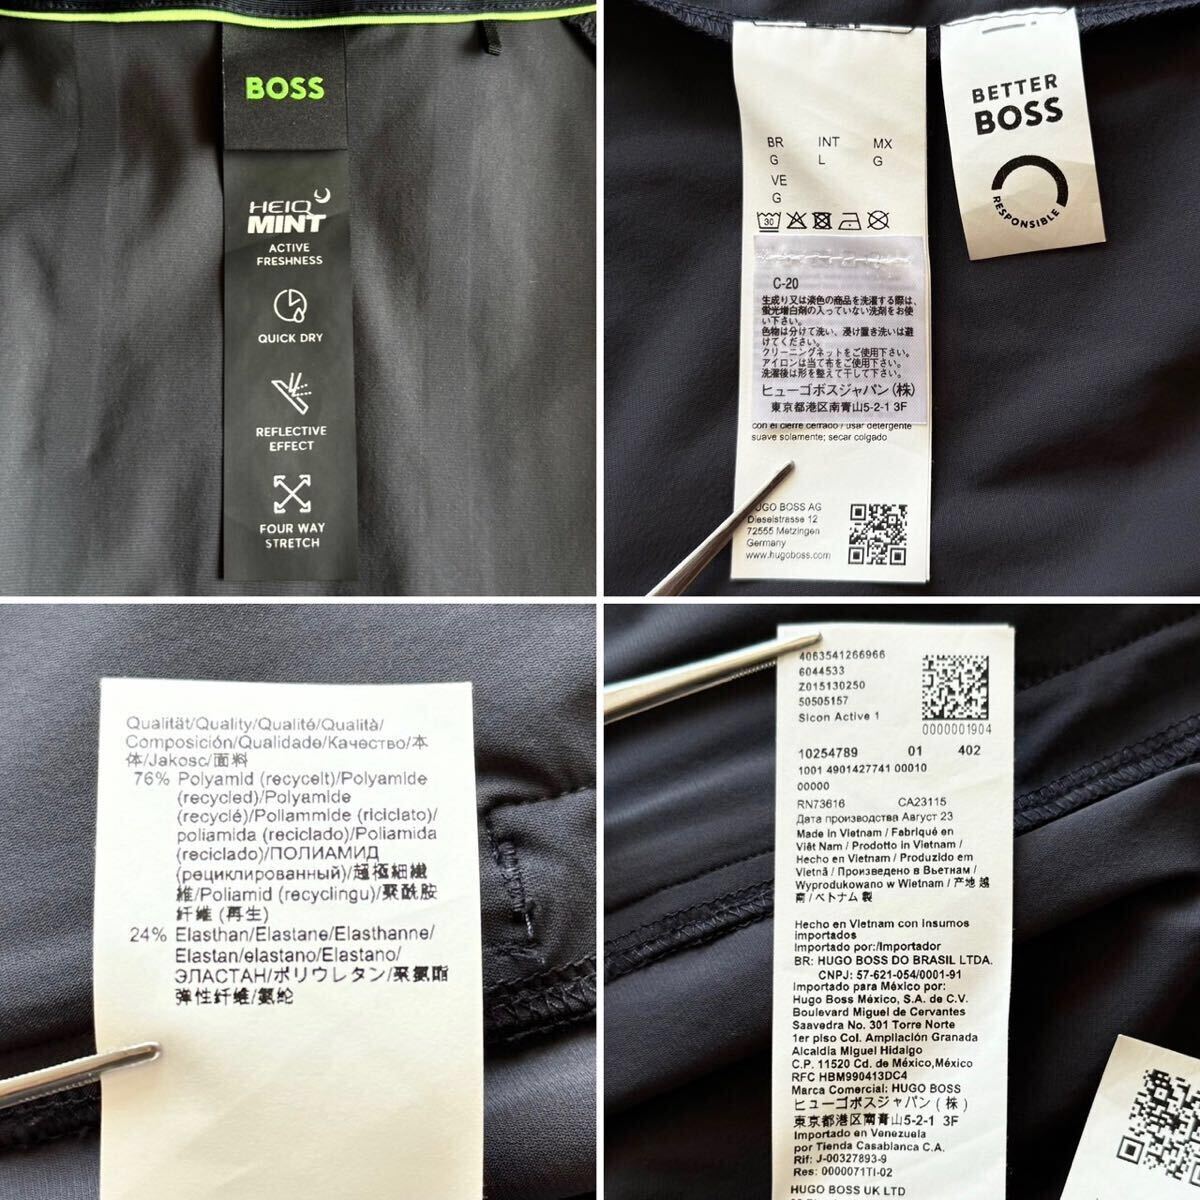 BOSS
HEIQ
MINT
ACTIVE
FRESHNESS
QUICK DRY
REFLECTIVE
EFFECT
FOUR WAY
STRETCH
BR INT MX
G L G
VE
G
30
C-20
生成り又は淡色の商品を洗濯する際は、
蛍光増白剤の入っていない洗剤をお使
い下さい。
色物は分けて洗い、浸け置き洗いは避
けてください。
クリーニングネットをご使用下さい。
アイロンは当て布をご使用下さい。
洗濯後は形を整えて干して下さい。
ヒューゴボスジャパン(株)
東京都港区南青山5-2-1 3F
con el cierre cerrado / usar detergente
suave solamente; secar colgado
HUGO BOSS AG
Dieselstrasse 12
72555 Metzingen
Germany
www.hugoboss.com
BETTER
BOSS
RESPONSIBLE
Qualität/Quality/Qualité/Qualità/
Composición/Qualidade/Качество/本
体/Jakosc/面料
76% Polyamid (recycelt)/Polyamide
(recycled)/Polyamide
(recyclé)/Poliammide (riciclato)/
poliamida (reciclado)/Poliamida
(reciclado)/ПОЛИАМИД
(рециклированный)/超極細繊
維/Poliamid (recyclingu)/聚酰胺
纤维 (再生)
24% Elasthan/Elastane/Elasthanne/
Elastan/elastano/Elastano/
ЭЛАСТАН/ポリウレタン/聚氨酯
弹性纤维/氨纶
4063541266966
6044533
Z015130250
50505157
Sicon Active 1
0000001904
10254789 01 402
1001 4901427741 00010
00000
RN73616 CA23115
Дата производства Август 23
Made in Vietnam / Fabriqué en
Viêt Nam / Prodotto in Vietnam /
Hecho en Vietnam / Produzido em
Vietnã / Произведено в Вьетнам /
Wyprodukowano w Wietnam / 产地 越
南 / ベトナム 製
Hecho en Vietnam con insumos
importados
Importado por:/Importador
BR: HUGO BOSS DO BRASIL LTDA.
CNPJ: 57-621-054/0001-91
Importado para México por:
Hugo Boss México, S.A. de C.V.
Boulevard Miguel de Cervantes
Saavedra No. 301 Torre Norte
1er piso Col. Ampliación Granada
Alcaldia Miguel Hidalgo
C.P. 11520 Cd. de México,México
RFC HBM990413DC4
Marca Comercial: HUGO BOSS
ヒューゴボスジャパン ( 株 )
東京都港区南青山5-2-1 3F
Importado en Venezuela
por Tienda Casablanca C.A.
Rif: J-00327893-9
Res: 0000071TI-02
HUGO BOSS UK LTD